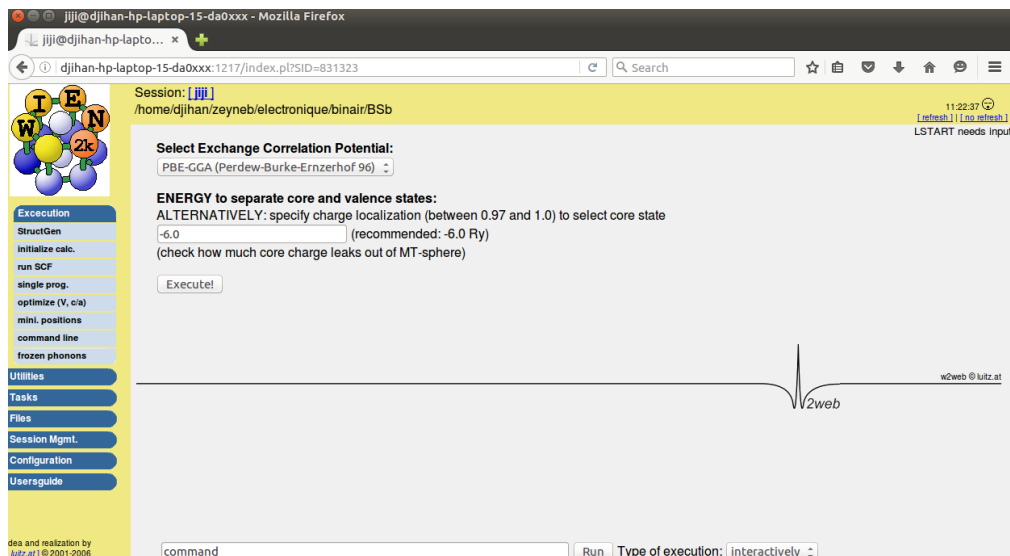 jiji@djihan-hp-laptop-15-da0xxx - Mozilla Firefox
jiji@djihan-hp-lapto... ×
djihan-hp-laptop-15-da0xxx:1217/index.pl?SID=831323
Search
WIEN
2k
Session: [ jiji ]
/home/djihan/zeyneb/electronique/binair/BSb
11:22:37
[ refresh ] | [ no refresh ]
LSTART needs input
Select Exchange Correlation Potential:
PBE-GGA (Perdew-Burke-Ernzerhof 96)
ENERGY to separate core and valence states:
ALTERNATIVELY: specify charge localization (between 0.97 and 1.0) to select core state
-6.0 (recommended: -6.0 Ry)
(check how much core charge leaks out of MT-sphere)
Execute!
Excecution
StructGen
initialize calc.
run SCF
single prog.
optimize (V, c/a)
mini. positions
command line
frozen phonons
Utilities
Tasks
Files
Session Mgmt.
Configuration
Usersguide
w2web © luitz.at
2web
dea and realization by
luitz.at ] © 2001-2006
command
Run Type of execution: interactively